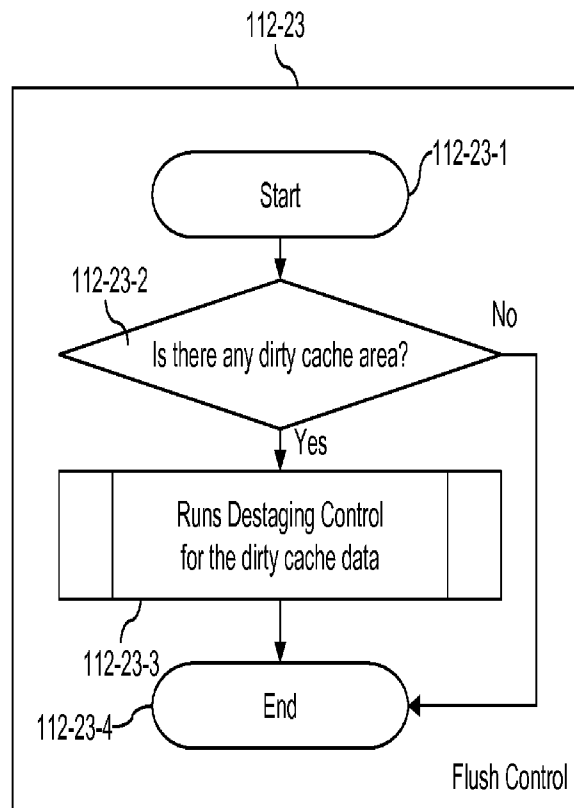 112-23
112-23-1
Start
112-23-2
No
Is there any dirty cache area?
Yes
Runs Destaging Control
for the dirty cache data
112-23-3
End
112-23-4
Flush Control